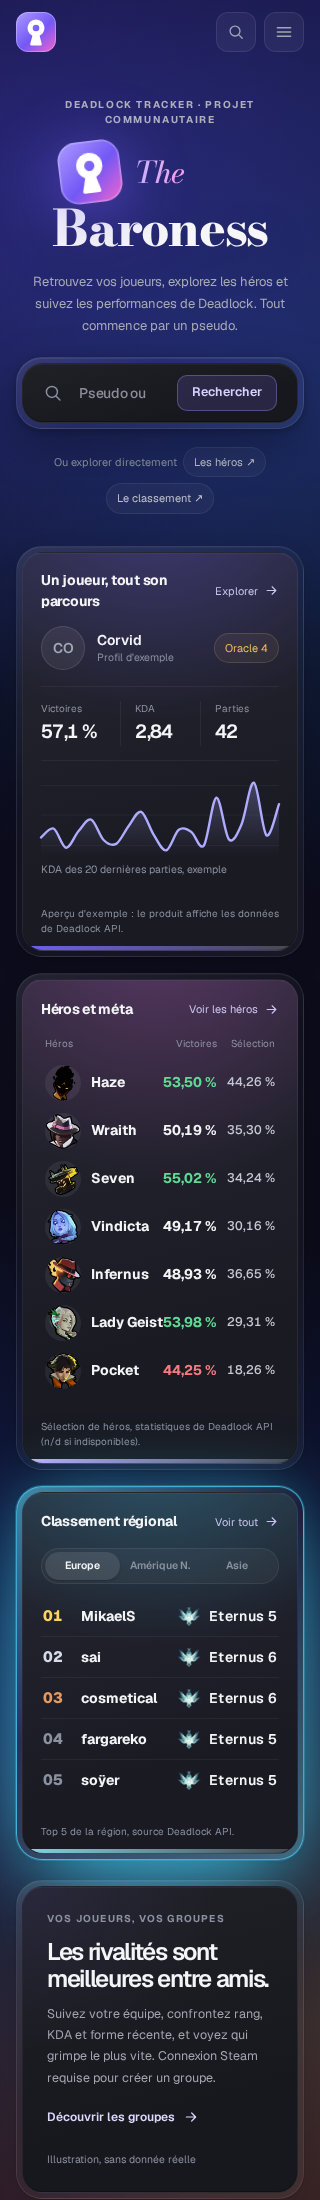 DEADLOCK TRACKER · PROJET
COMMUNAUTAIRE
The
Baroness
Retrouvez vos joueurs, explorez les héros et
suivez les performances de Deadlock. Tout
commence par un pseudo.
Pseudo ou
Rechercher
Ou explorer directement
Les héros ↗
Le classement ↗
Un joueur, tout son
parcours
Explorer →
CO
Corvid
Profil d'exemple
Oracle 4
Victoires KDA Parties
57,1 % 2,84 42
KDA des 20 dernières parties, exemple
Aperçu d'exemple : le produit affiche les données
de Deadlock API.
Héros et méta
Voir les héros →
Héros Victoires Sélection
Haze 53,50 % 44,26 %
Wraith 50,19 % 35,30 %
Seven 55,02 % 34,24 %
Vindicta 49,17 % 30,16 %
Infernus 48,93 % 36,65 %
Lady Geist 53,98 % 29,31 %
Pocket 44,25 % 18,26 %
Sélection de héros, statistiques de Deadlock API
(n/d si indisponibles).
Classement régional
Voir tout →
Europe Amérique N. Asie
01 MikaelS Eternus 5
02 sai Eternus 6
03 cosmetical Eternus 6
04 fargareko Eternus 5
05 soÿer Eternus 5
Top 5 de la région, source Deadlock API.
VOS JOUEURS, VOS GROUPES
Les rivalités sont
meilleures entre amis.
Suivez votre équipe, confrontez rang,
KDA et forme récente, et voyez qui
grimpe le plus vite. Connexion Steam
requise pour créer un groupe.
Découvrir les groupes →
Illustration, sans donnée réelle